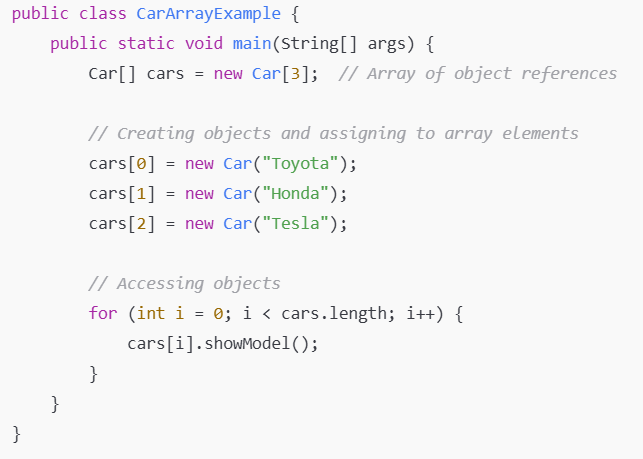 public class CarArrayExample {
    public static void main(String[] args) {
        Car[] cars = new Car[3];  // Array of object references

        // Creating objects and assigning to array elements
        cars[0] = new Car("Toyota");
        cars[1] = new Car("Honda");
        cars[2] = new Car("Tesla");

        // Accessing objects
        for (int i = 0; i < cars.length; i++) {
            cars[i].showModel();
        }
    }
}